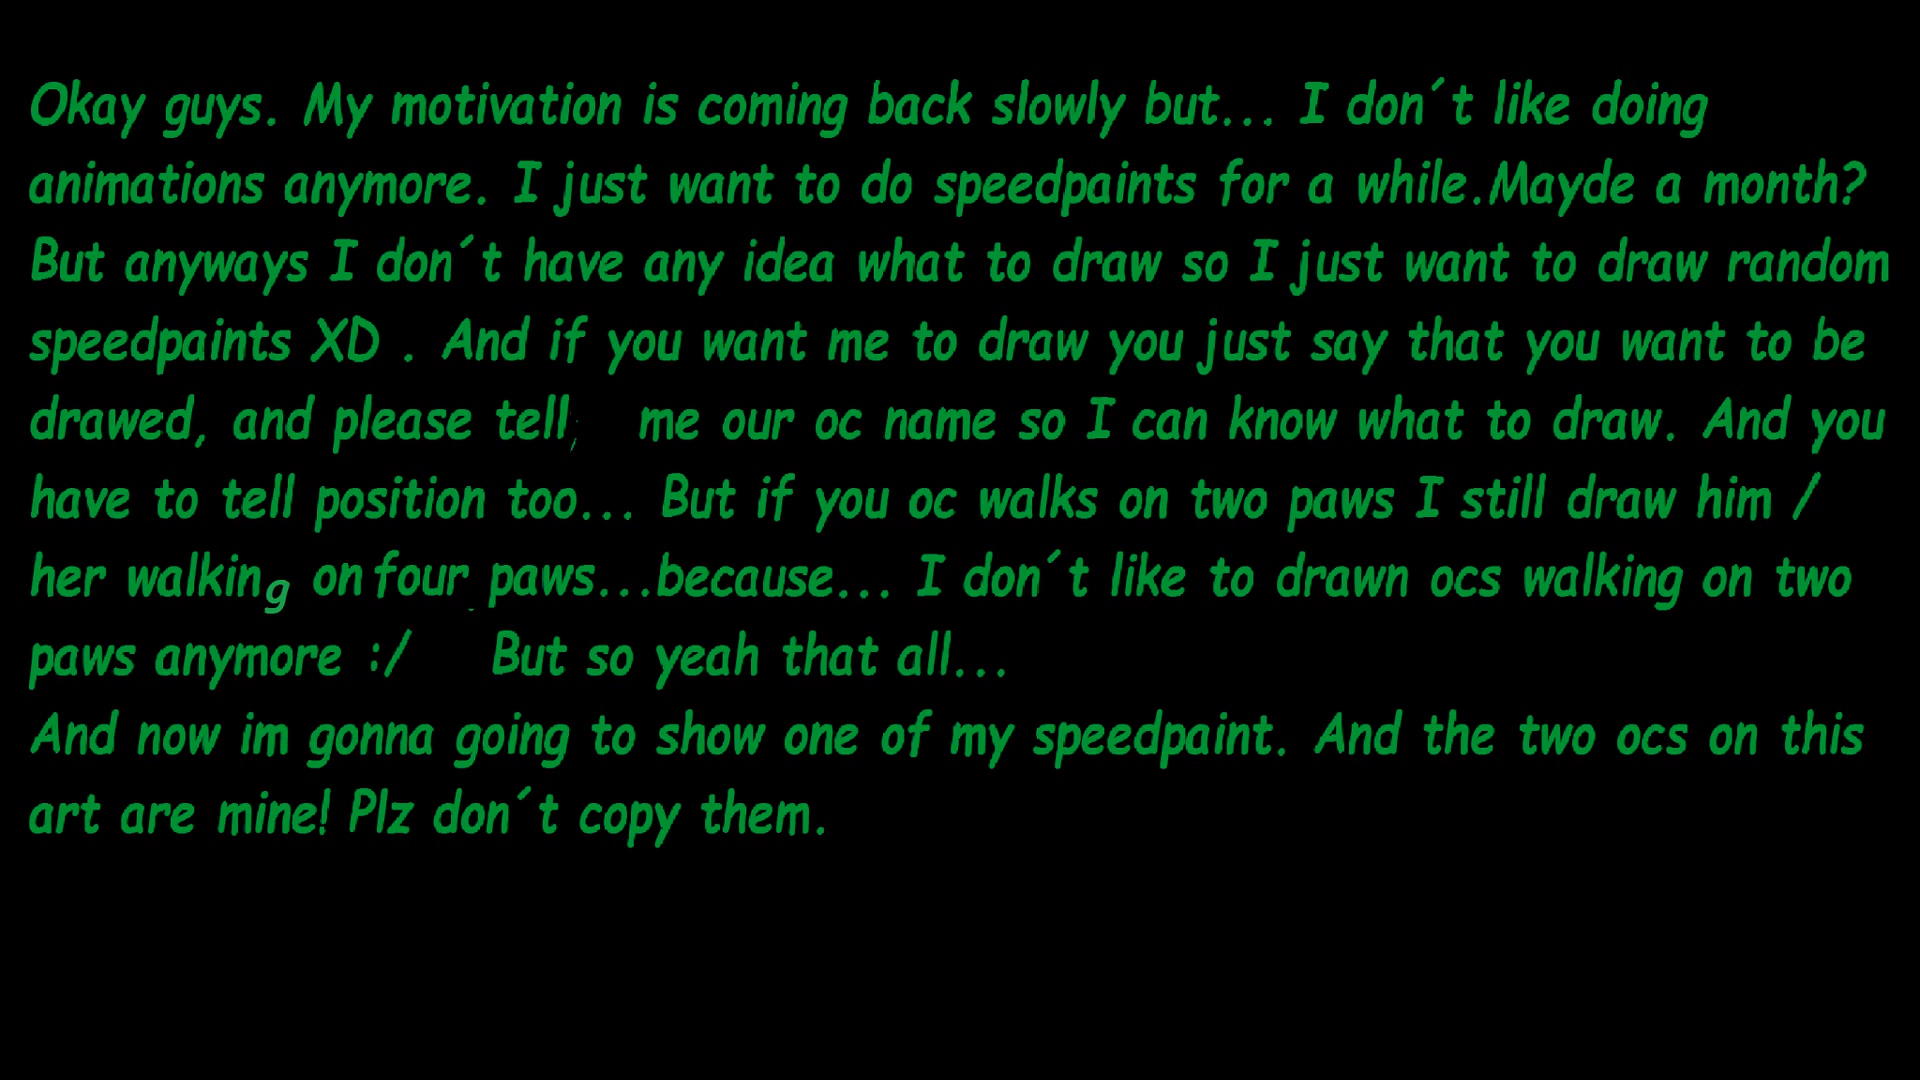 Okay guys. My motivation is coming back slowly but... I don´t like doing
animations anymore. I just want to do speedpaints for a while.Mayde a month?
But anyways I don´t have any idea what to draw so I just want to draw random
speedpaints XD . And if you want me to draw you just say that you want to be
drawed, and please tell; me our oc name so I can know what to draw. And you
have to tell position too... But if you oc walks on two paws I still draw him /
her walking on four paws...because... I don´t like to drawn ocs walking on two
paws anymore :/ But so yeah that all...
And now im gonna going to show one of my speedpaint. And the two ocs on this
art are mine! Plz don´t copy them.